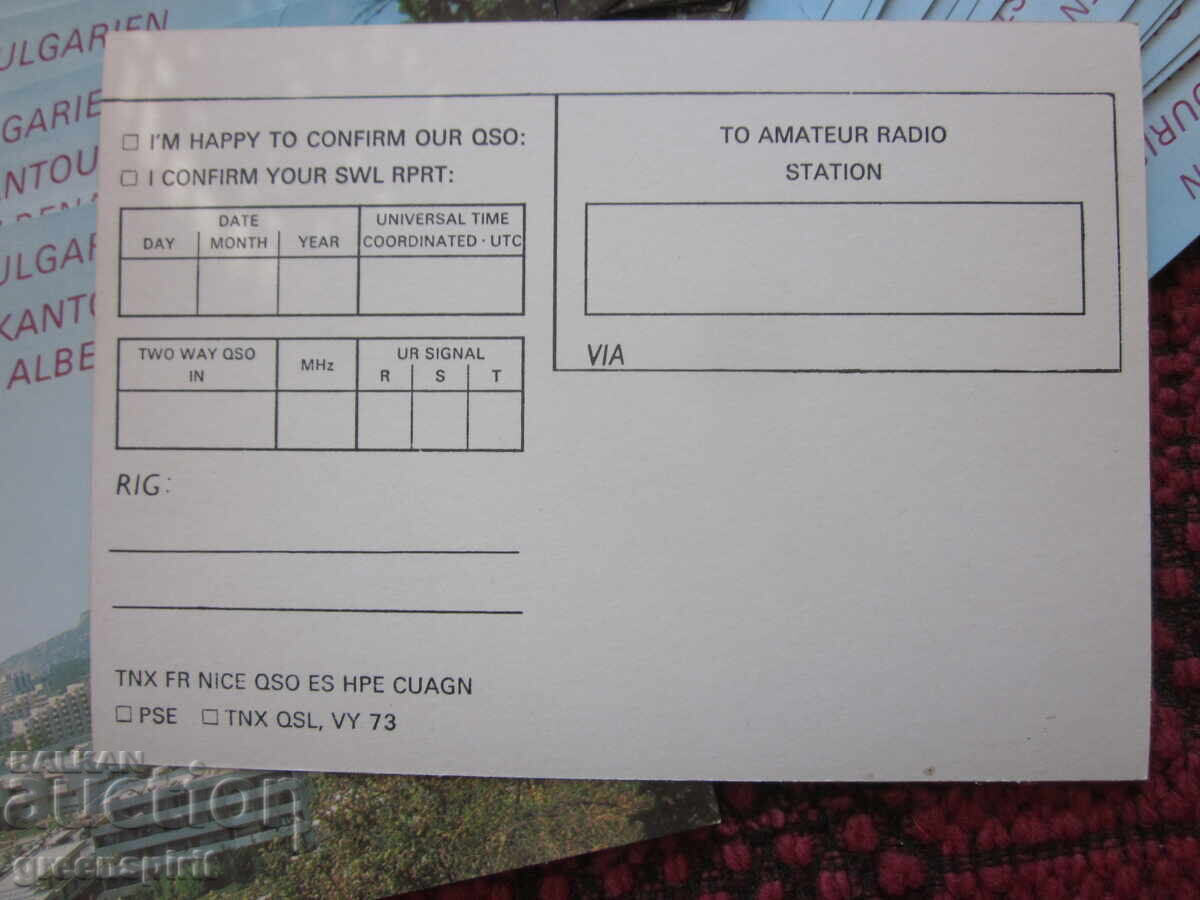 I'M HAPPY TO CONFIRM OUR QSO:
I CONFIRM YOUR SWL RPRT:
DATE
DAY MONTH YEAR
UNIVERSAL TIME
COORDINATED · UTC
TWO WAY QSO
IN
MHz
UR SIGNAL
R S T
RIG:
TNX FR NiCE QSO ES HPE CUAGN
PSE TNX QSL, VY 73
TO AMATEUR RADIO
STATION
VIA
ULGARIEN
GARIE
ANTOU
ULGAR
KANTO
ALBE
OURI
BALKAN
auction
greenspirit